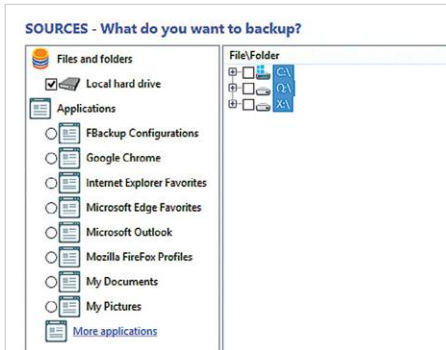 SOURCES - What do you want to backup?
Files and folders
Local hard drive
Applications
FBackup Configurations
Google Chrome
Internet Explorer Favorites
Microsoft Edge Favorites
Microsoft Outlook
Mozilla FireFox Profiles
My Documents
My Pictures
More applications
File\Folder
C:\
Q:\
X:\